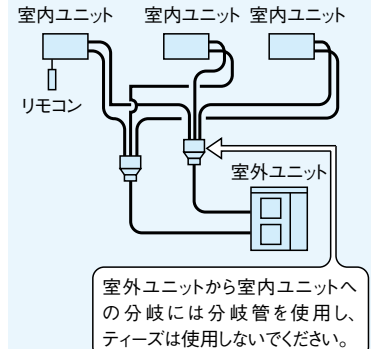 室内ユニット 室内ユニット 室内ユニット
リモコン
室外ユニット
室外ユニットから室内ユニットへ
の分岐には分岐管を使用し、
ティーズは使用しないでください。